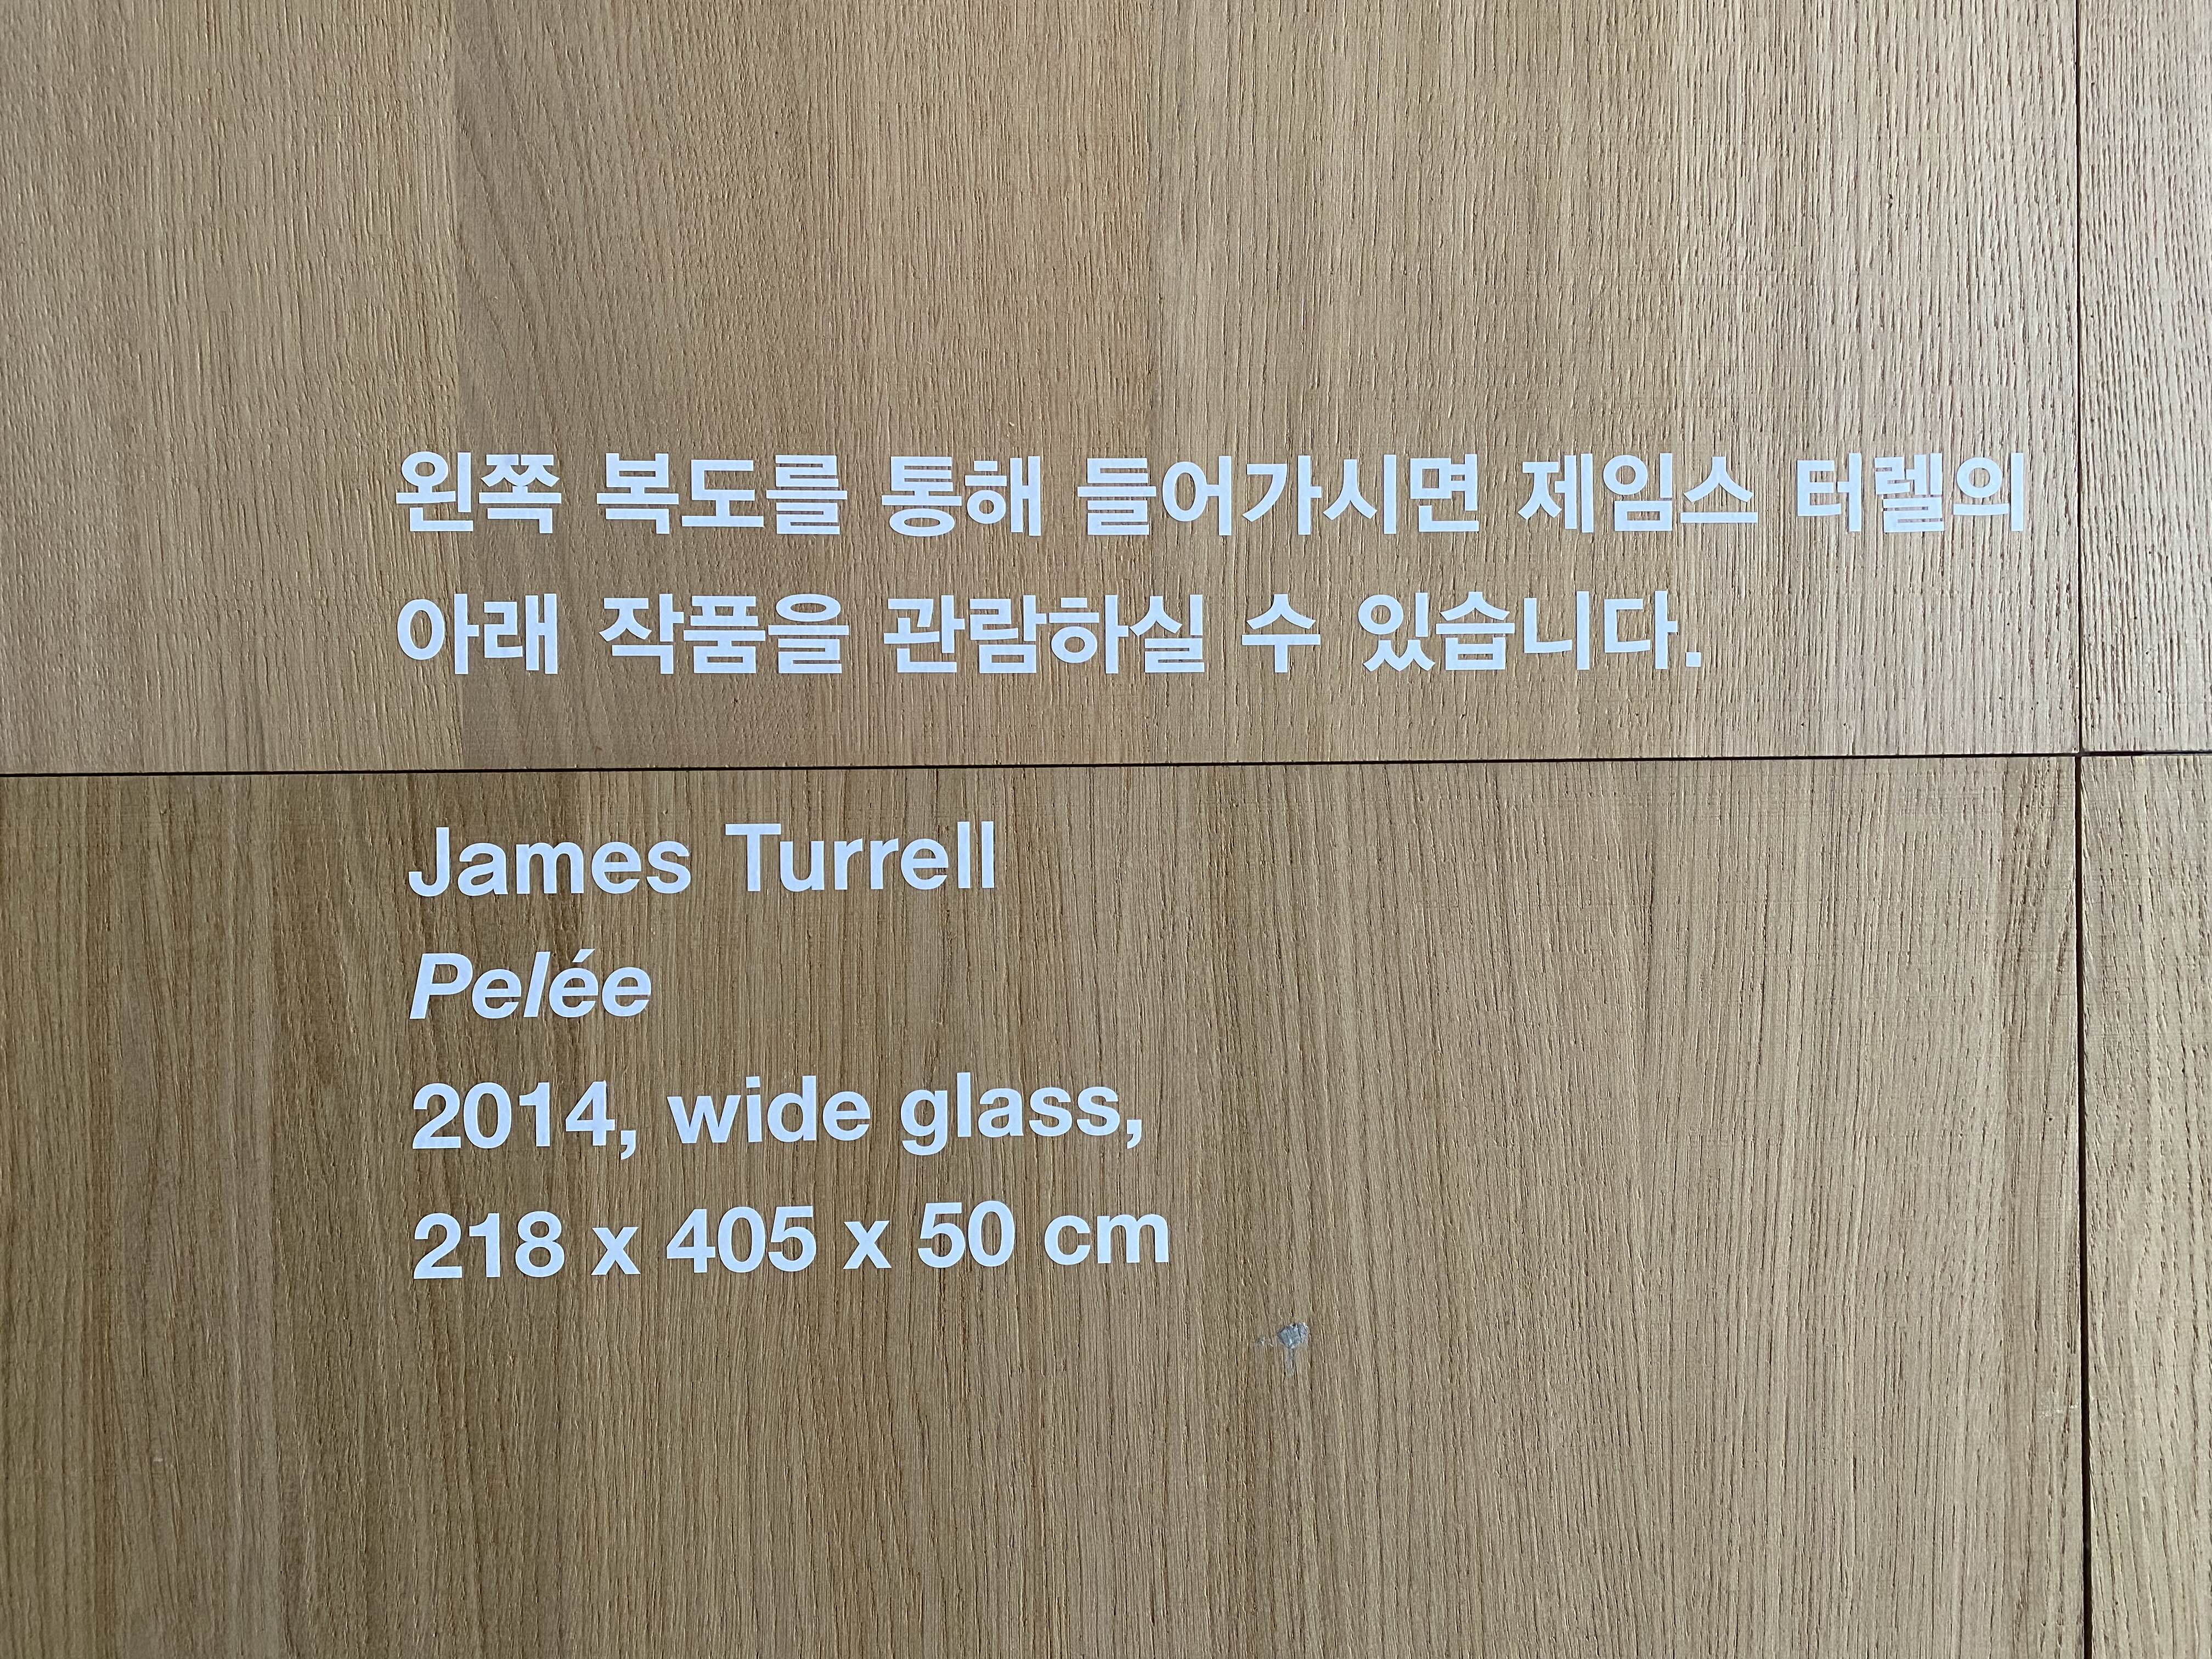 왼쪽 복도를 통해 들어가시면 제임스 터렐의
아래 작품을 관람하실 수 있습니다.
James Turrell
Pelée
2014, wide glass,
218 x 405 x 50 cm